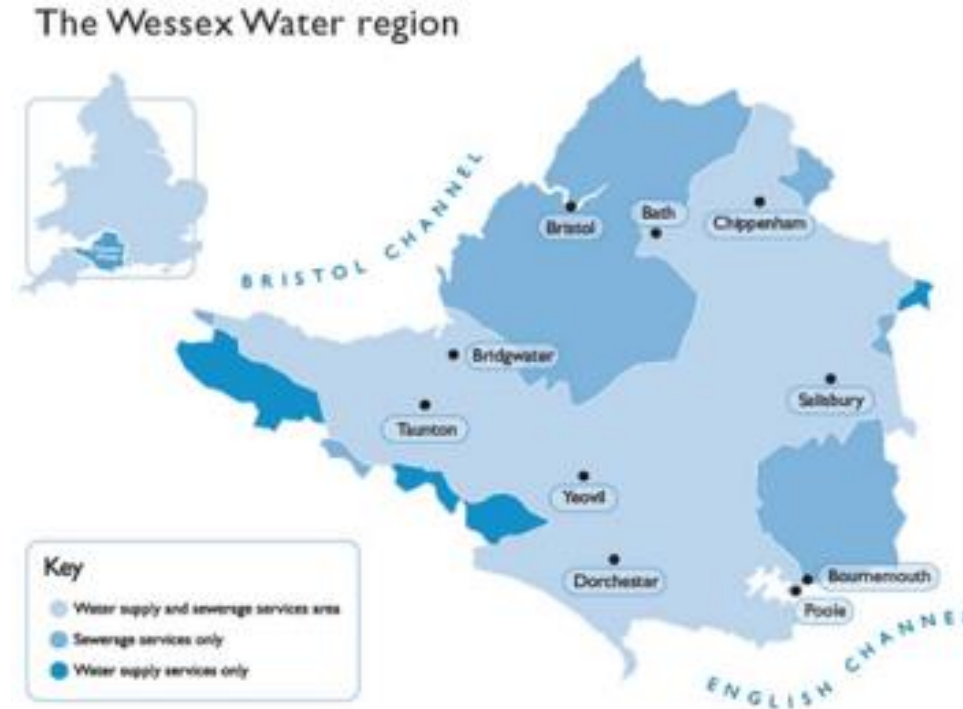 The Wessex Water region
BRISTOL CHANNEL
Bristol
Bath
Chippenham
Bridgwater
Taunton
Salisbury
Yeovil
Dorchester
Bournemouth
Poole
ENGLISH CHANNEL
Key
Water supply and sewerage services area
Sewerage services only
Water supply services only